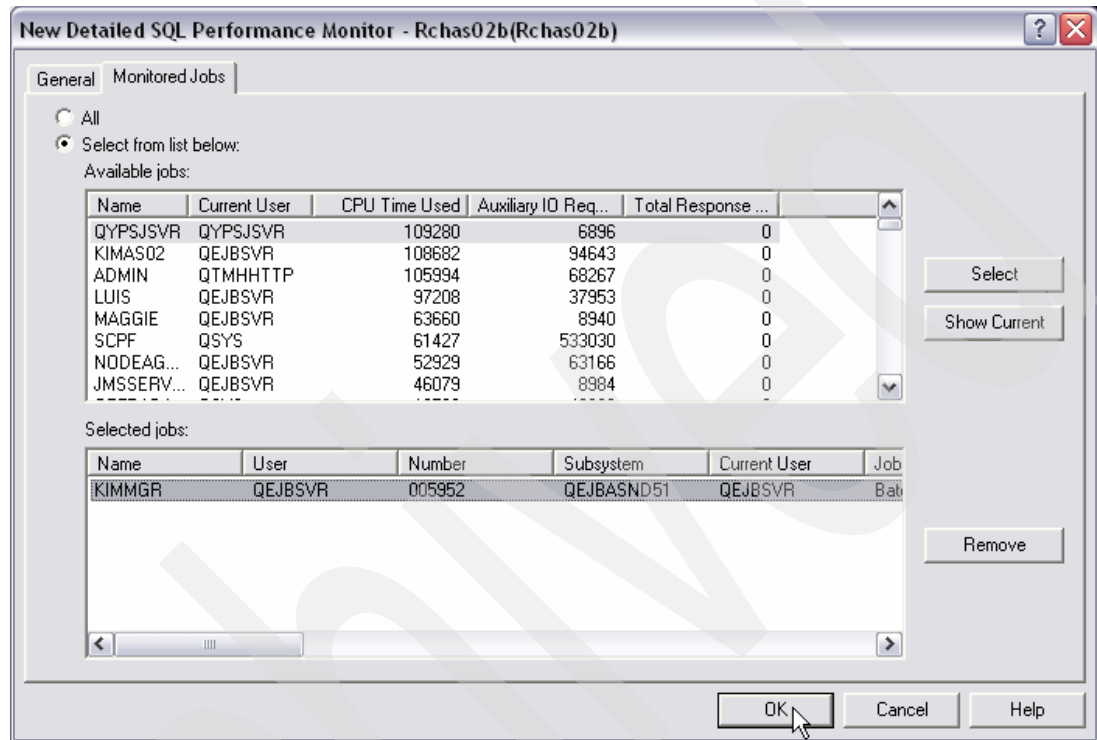 New Detailed SQL Performance Monitor - Rchas02b(Rchas02b)
General Monitored Jobs
All
Select from list below:
Available jobs:
Name Current User CPU Time Used Auxiliary IO Req... Total Response ...
QYPSJSVR QYPSJSVR 109280 6896 0
KIMAS02 QEJBSVR 108682 94643 0
ADMIN QTMHHTTP 105994 68267 0
LUIS QEJBSVR 97208 37953 0
MAGGIE QEJBSVR 63660 8940 0
SCPF QSYS 61427 533030 0
NODEAG... QEJBSVR 52929 63166 0
JMSSERV... QEJBSVR 46079 8984 0
Select
Show Current
Selected jobs:
Name User Number Subsystem Current User Job
KIMMGR QEJBSVR 005952 QEJBASND51 QEJBSVR Bat
Remove
OK Cancel Help